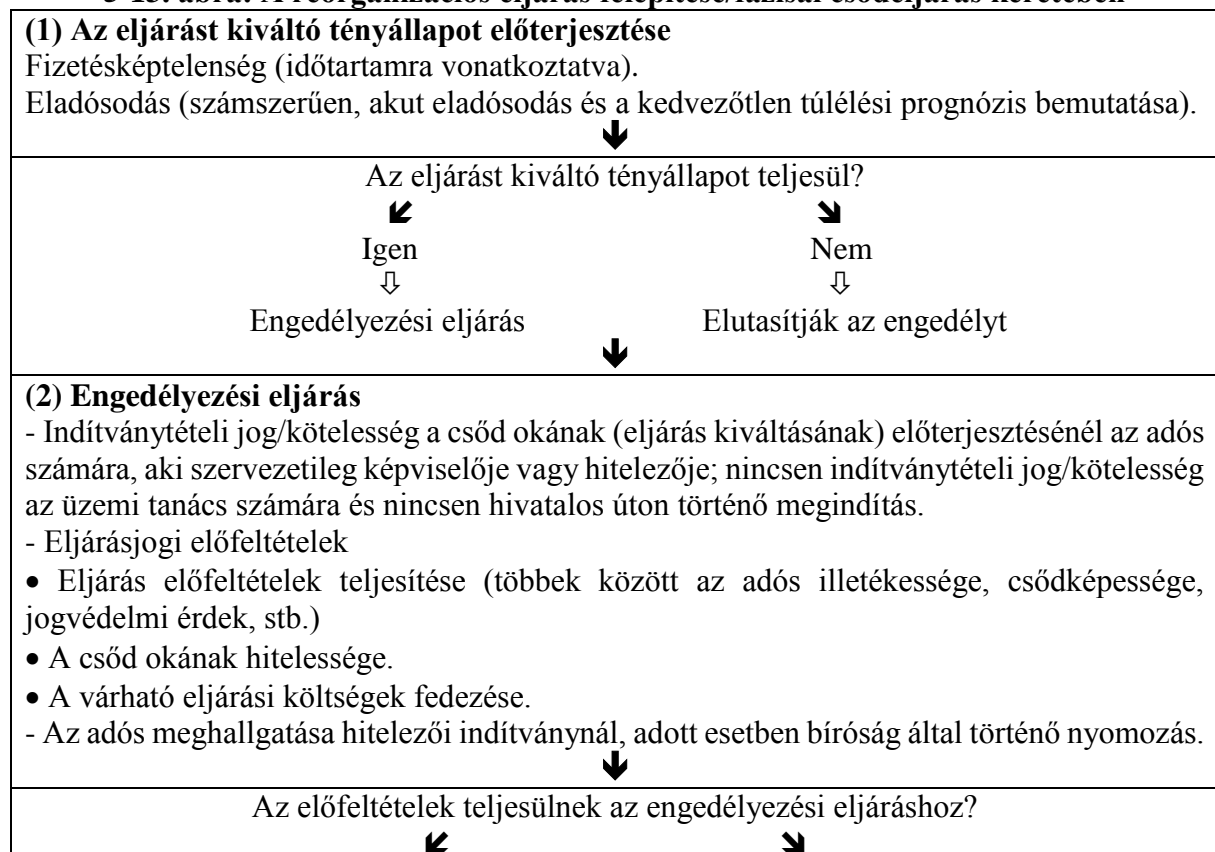 3-15. ábra: A reorganizációs eljárás felépítése/fázisai csődeljárás keretében
(1) Az eljárást kiváltó tényállapot előterjesztése
Fizetésképtelenség (időtartamra vonatkoztatva).
Eladósodás (számszerűen, akut eladósodás és a kedvezőtlen túlélési prognózis bemutatása).
🡻
Az eljárást kiváltó tényállapot teljesül?
🡿 🡾
Igen Nem
⇩ ⇩
Engedélyezési eljárás Elutasítják az engedélyt
🡻
(2) Engedélyezési eljárás
- Indítványtételi jog/kötelesség a csőd okának (eljárás kiváltásának) előterjesztésénél az adós
számára, aki szervezetileg képviselője vagy hitelezője; nincsen indítványtételi jog/kötelesség
az üzemi tanács számára és nincsen hivatalos úton történő megindítás.
- Eljárásjogi előfeltételek
• Eljárás előfeltételek teljesítése (többek között az adós illetékessége, csődképessége,
jogvédelmi érdek, stb.)
• A csőd okának hitelessége.
• A várható eljárási költségek fedezése.
- Az adós meghallgatása hitelezői indítványnál, adott esetben bíróság által történő nyomozás.
🡻
Az előfeltételek teljesülnek az engedélyezési eljáráshoz?
🡿 🡾